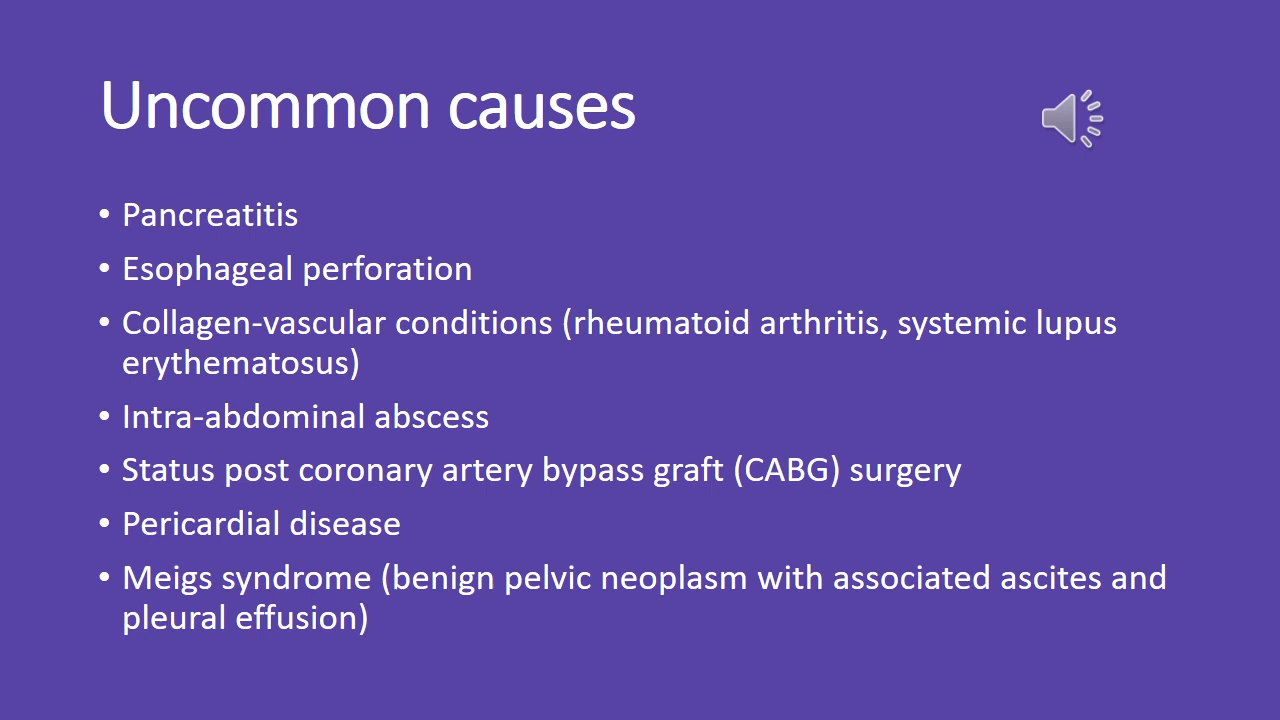 Uncommon causes
• Pancreatitis
• Esophageal perforation
• Collagen-vascular conditions (rheumatoid arthritis, systemic lupus
erythematosus)
• Intra-abdominal abscess
• Status post coronary artery bypass graft (CABG) surgery
• Pericardial disease
• Meigs syndrome (benign pelvic neoplasm with associated ascites and
pleural effusion)